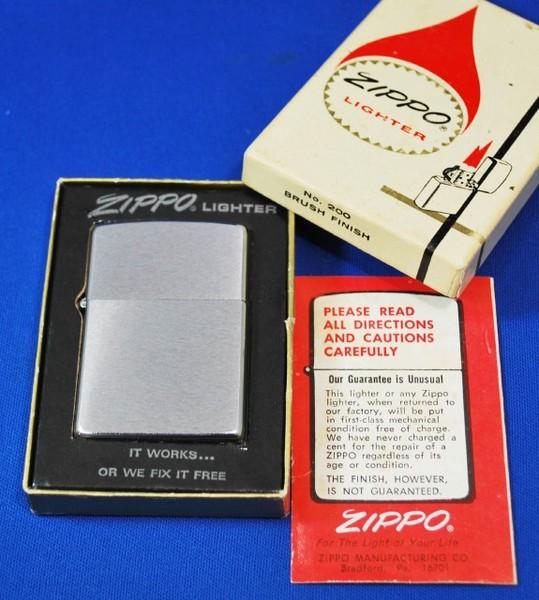 ZIPPO®
LIGHTER
No. 200
BRUSH FINISH
ZIPPO® LIGHTER
IT WORKS...
OR WE FIX IT FREE
PLEASE READ
ALL DIRECTIONS
AND CAUTIONS
CAREFULLY
Our Guarantee is Unusual
This lighter or any Zippo
lighter, when returned to
our factory, will be put
in first-class mechanical
condition free of charge.
We have never charged a
cent for the repair of a
ZIPPO regardless of its
age or condition.
THE FINISH, HOWEVER,
IS NOT GUARANTEED.
ZIPPO®
For The Light of Your Life
ZIPPO MANUFACTURING CO.
Bradford, Pa. 16701